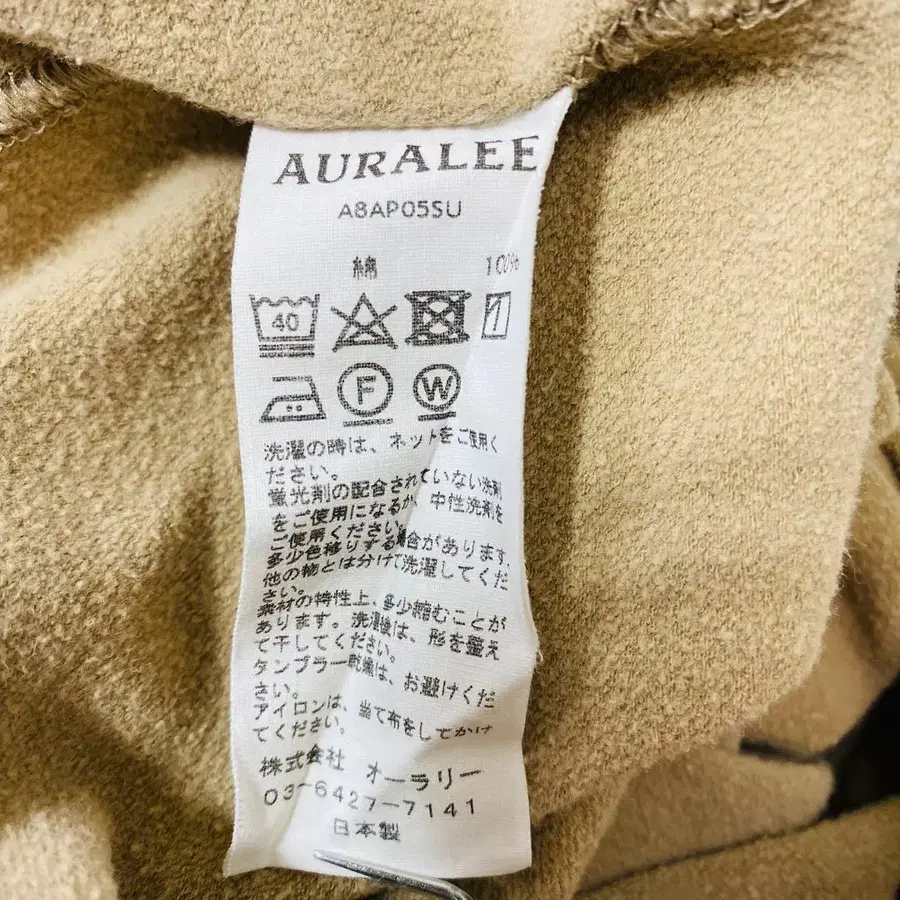 AURALEE
A8AP05SU
綿 100%
40
F W
洗濯の時は、ネットをご使用く
ださい。
蛍光剤の配合されていない洗剤
をご使用になるか、中性洗剤を
ご使用ください。
多少色移りする場合があります。
他の物とは分けて洗濯してくだ
さい。
素材の特性上、多少縮むことが
あります。洗濯後は、形を整え
て干してください。
タンブラー乾燥は、お避けくだ
さい。
アイロンは、当て布をしてかけ
てください。
株式会社 オーラリー
03-6427-7141
日本製